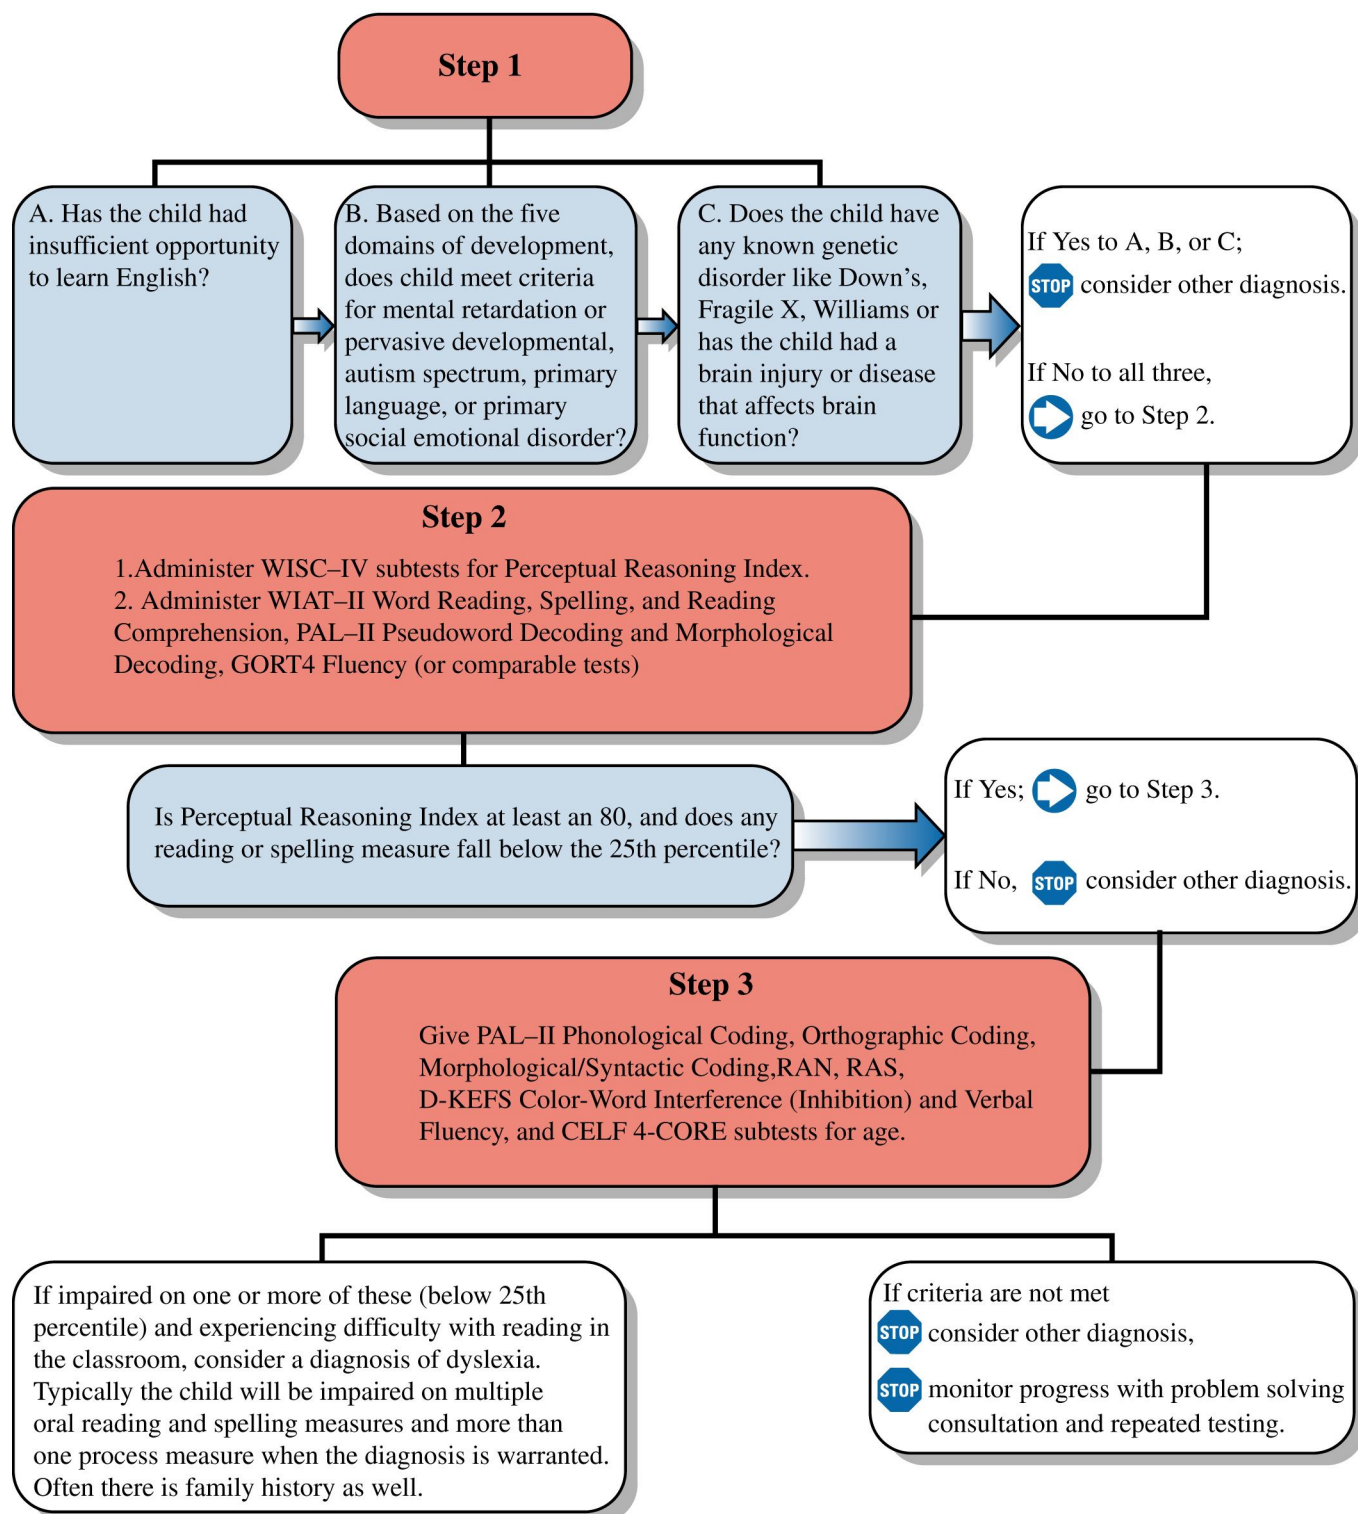 Step 1
A. Has the child had
insufficient opportunity
to learn English?
B. Based on the five
domains of development,
does child meet criteria
for mental retardation or
pervasive developmental,
autism spectrum, primary
language, or primary
social emotional disorder?
C. Does the child have
any known genetic
disorder like Down's,
Fragile X, Williams or
has the child had a
brain injury or disease
that affects brain
function?
If Yes to A, B, or C;
STOP consider other diagnosis.
If No to all three,
go to Step 2.
Step 2
1.Administer WISC–IV subtests for Perceptual Reasoning Index.
2. Administer WIAT–II Word Reading, Spelling, and Reading
Comprehension, PAL–II Pseudoword Decoding and Morphological
Decoding, GORT4 Fluency (or comparable tests)
Is Perceptual Reasoning Index at least an 80, and does any
reading or spelling measure fall below the 25th percentile?
If Yes; go to Step 3.
If No, STOP consider other diagnosis.
Step 3
Give PAL–II Phonological Coding, Orthographic Coding,
Morphological/Syntactic Coding,RAN, RAS,
D-KEFS Color-Word Interference (Inhibition) and Verbal
Fluency, and CELF 4-CORE subtests for age.
If impaired on one or more of these (below 25th
percentile) and experiencing difficulty with reading in
the classroom, consider a diagnosis of dyslexia.
Typically the child will be impaired on multiple
oral reading and spelling measures and more than
one process measure when the diagnosis is warranted.
Often there is family history as well.
If criteria are not met
STOP consider other diagnosis,
STOP monitor progress with problem solving
consultation and repeated testing.